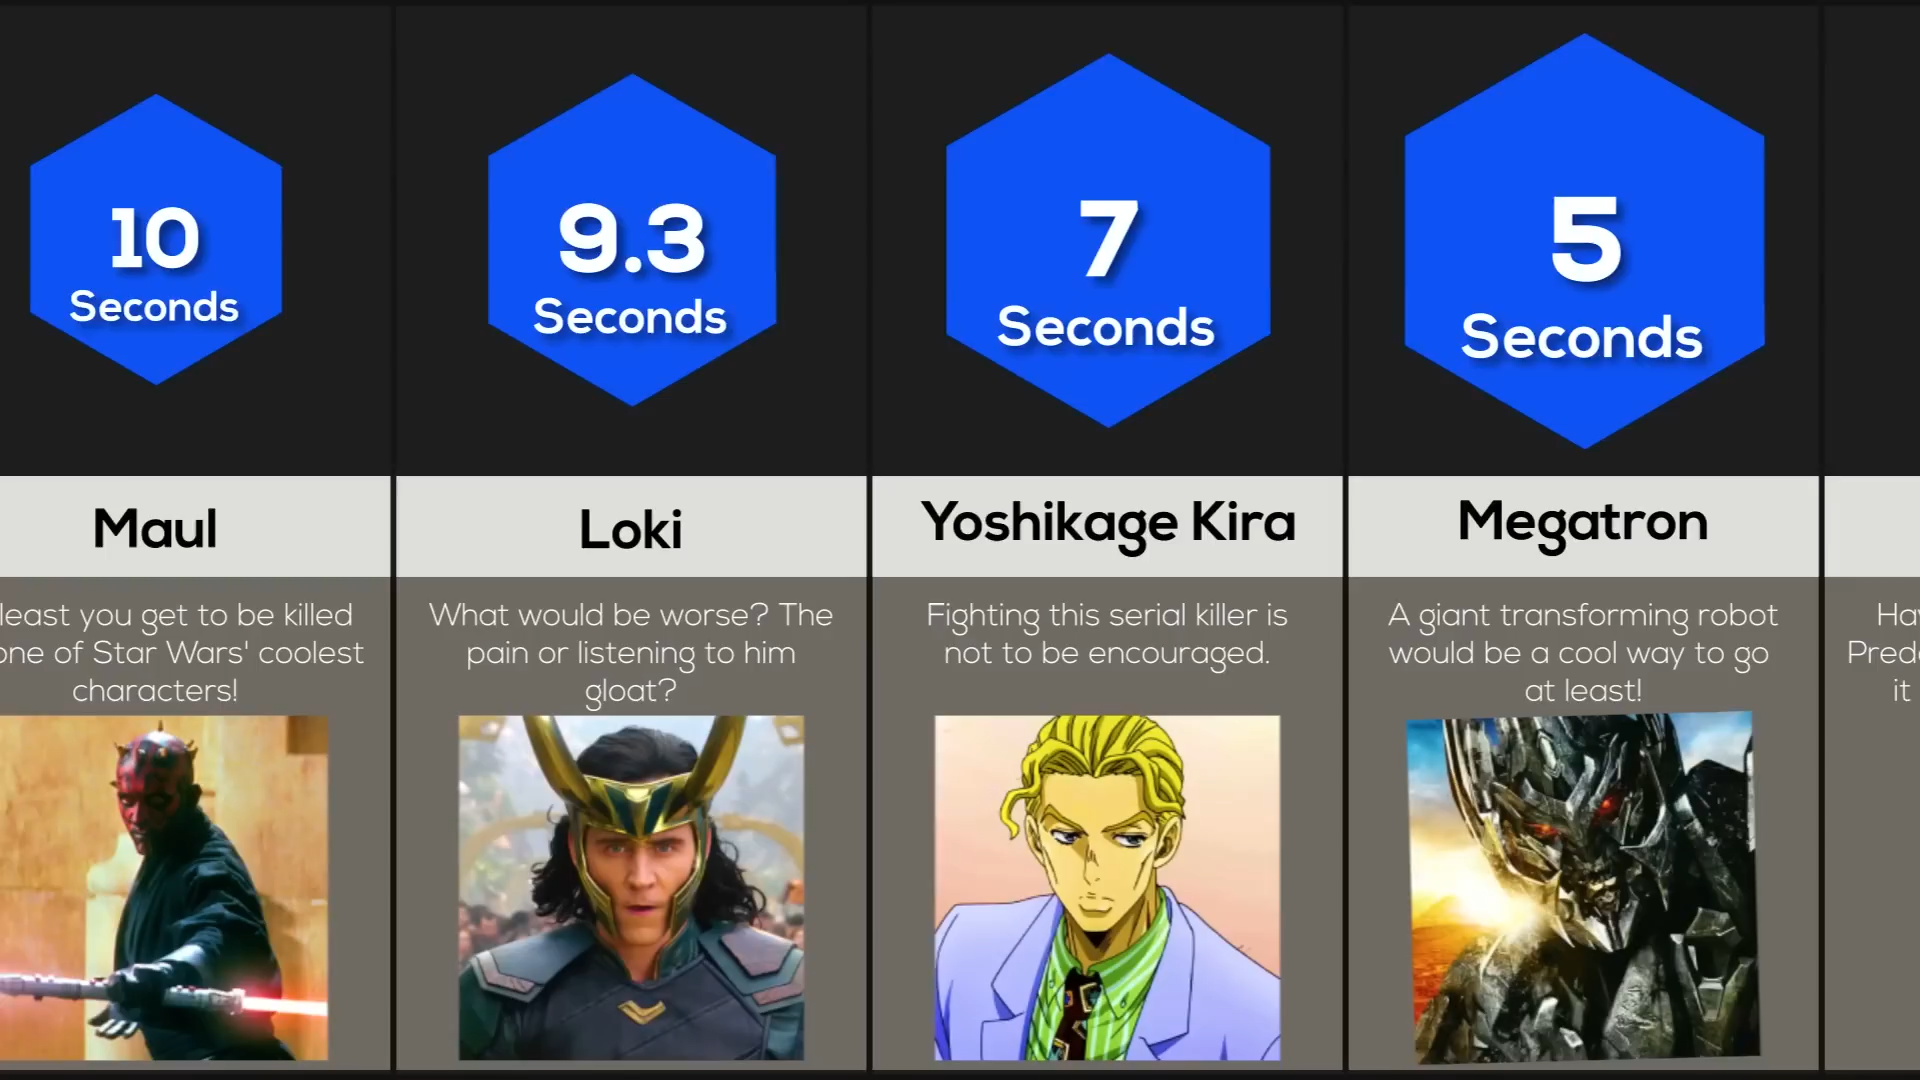 10
Seconds
Maul
least you get to be killed
one of Star Wars' coolest
characters!
9.3
Seconds
Loki
What would be worse? The
pain or listening to him
gloat?
7
Seconds
Yoshikage Kira
Fighting this serial killer is
not to be encouraged.
5
Seconds
Megatron
A giant transforming robot
would be a cool way to go
at least!
it